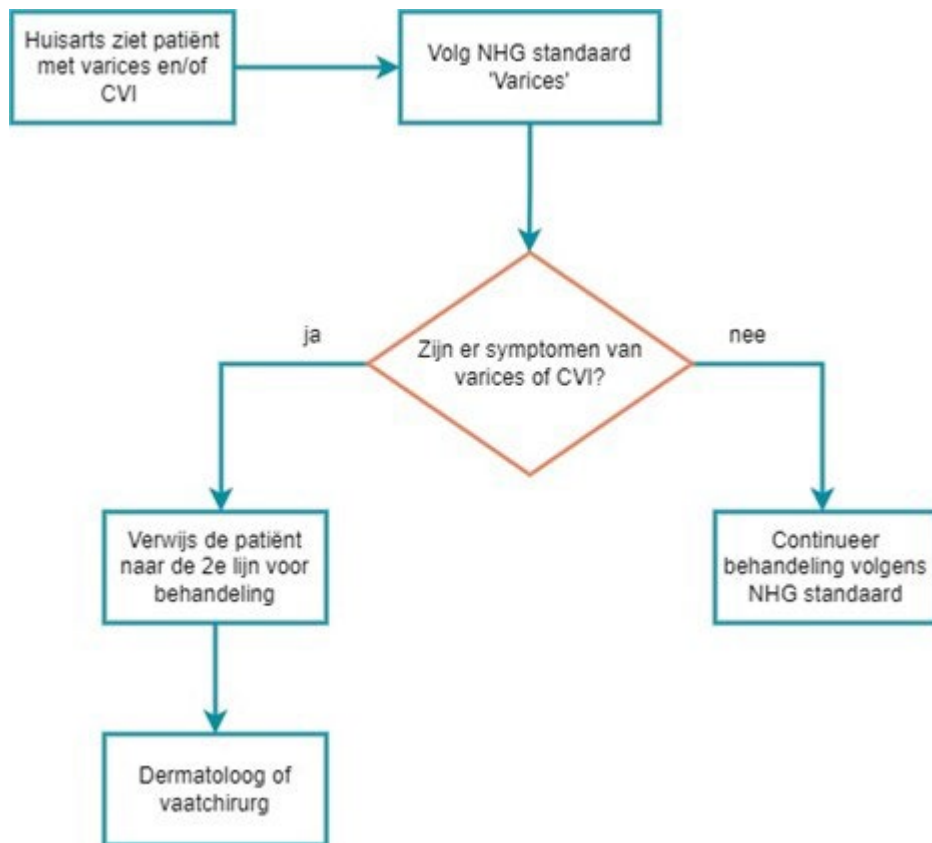 Huisarts ziet patiënt
met varices en/of
CVI
Volg NHG standaard
'Varices'
ja
Zijn er symptomen van
varices of CVI?
nee
Verwijs de patiënt
naar de 2e lijn voor
behandeling
Continueer
behandeling volgens
NHG standaard
Dermatoloog of
vaatchirurg